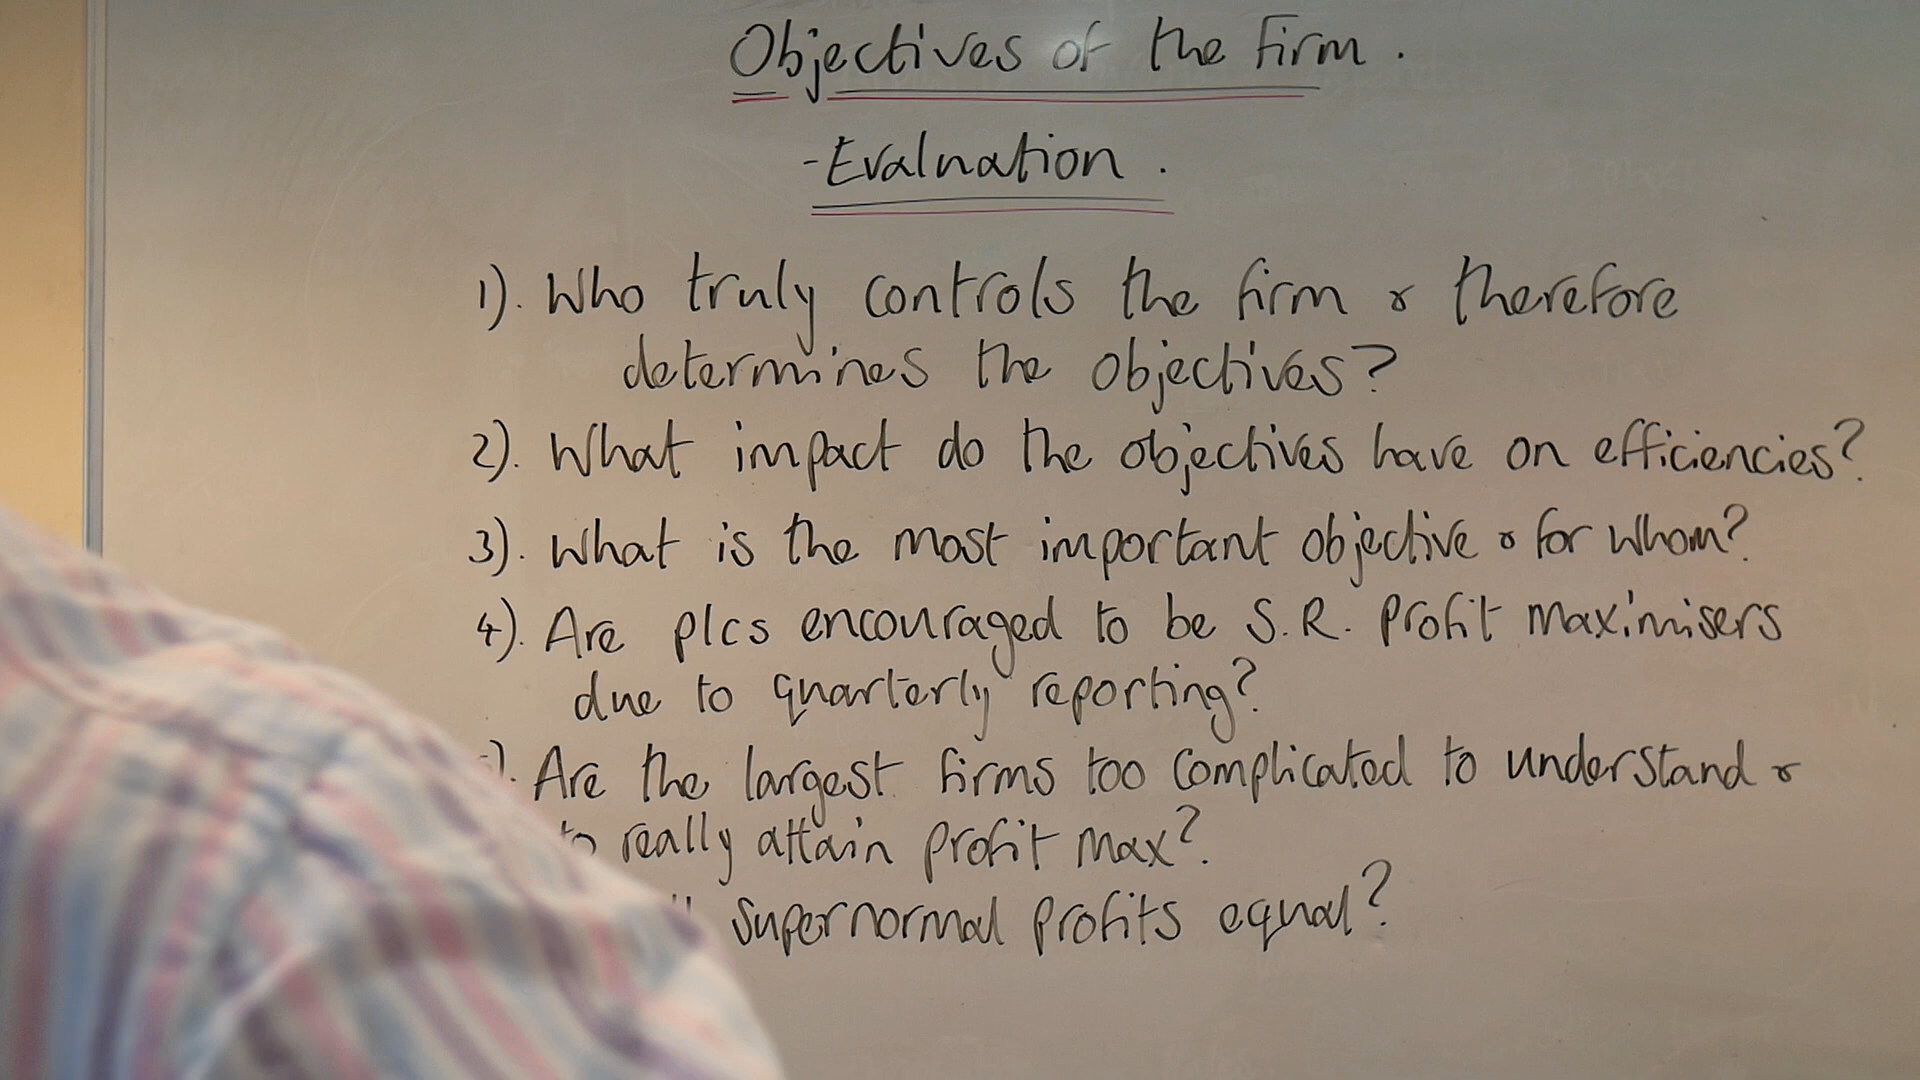 Objectives of the firm.
- Evaluation.
1). Who truly controls the firm & therefore
determines the objectives?
2). What impact do the objectives have on efficiencies?
3). What is the most important objective & for whom?
4). Are plcs encouraged to be S.R. profit maximisers
due to quarterly reporting?
). Are the largest firms too complicated to understand &
to really attain profit max?.
supernormal profits equal?